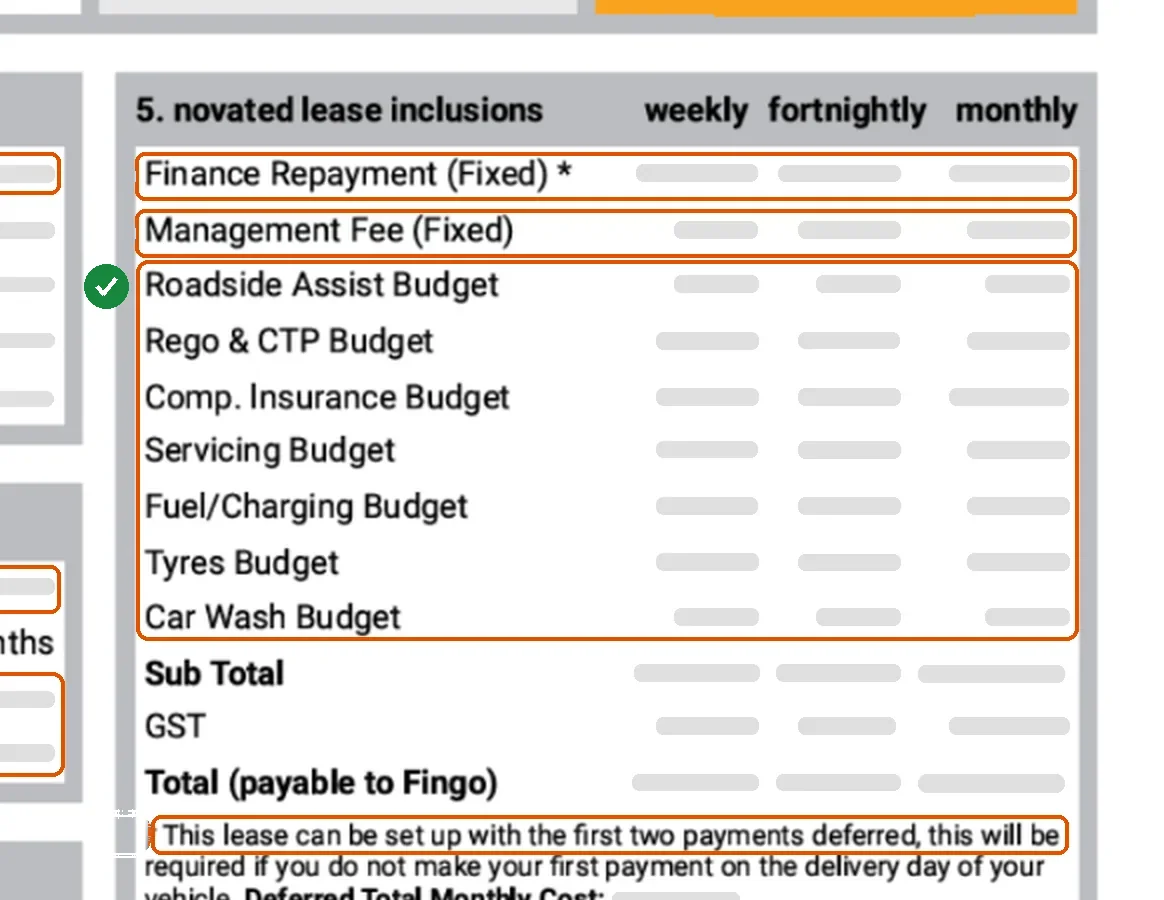 5. novated lease inclusions weekly fortnightly monthly
Finance Repayment (Fixed) *
Management Fee (Fixed)
Roadside Assist Budget
Rego & CTP Budget
Comp. Insurance Budget
Servicing Budget
Fuel/Charging Budget
nths
Tyres Budget
Car Wash Budget
Sub Total
GST
Total (payable to Fingo)
This lease can be set up with the first two payments deferred, this will be
required if you do not make your first payment on the delivery day of your
vehicle. Deferred Total Monthly Cost: